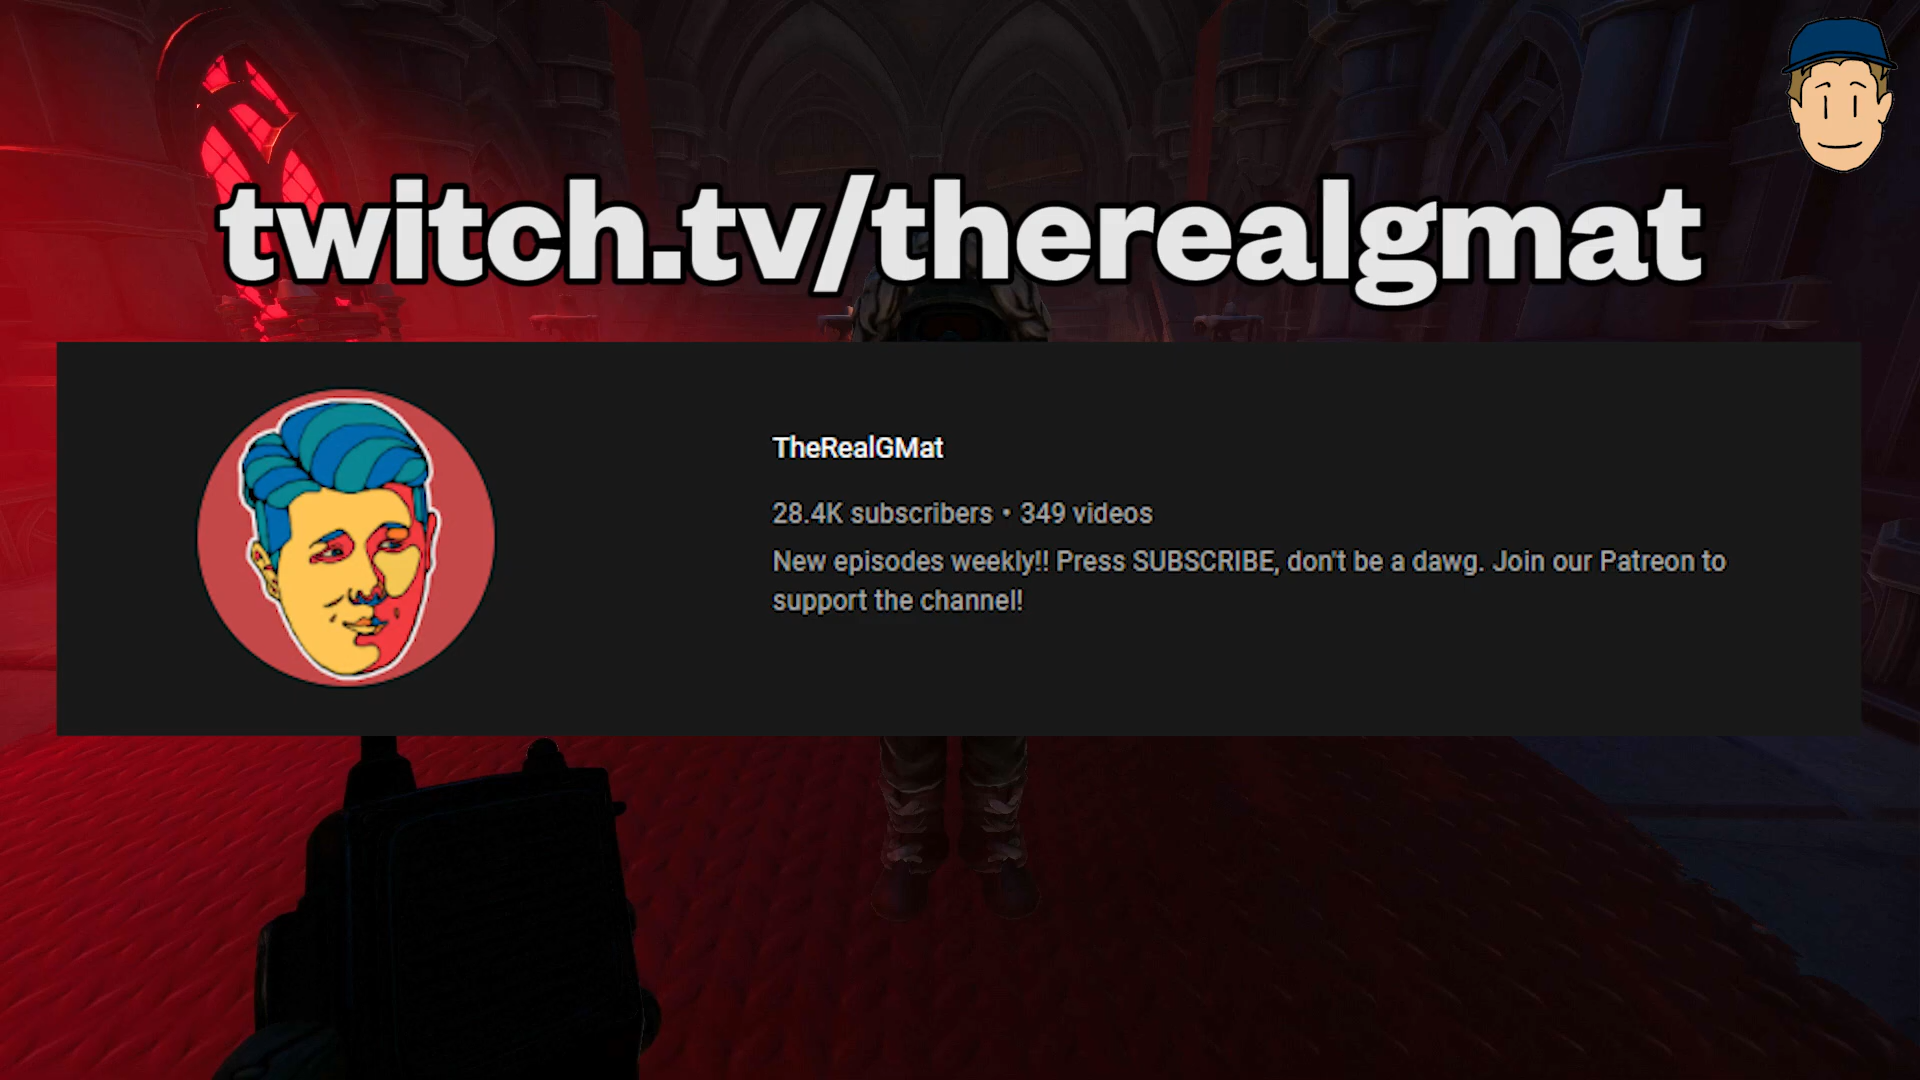 twitch.tv/therealgmat
TheRealGMat
28.4K subscribers • 349 videos
New episodes weekly!! Press SUBSCRIBE, don't be a dawg. Join our Patreon to
support the channel!